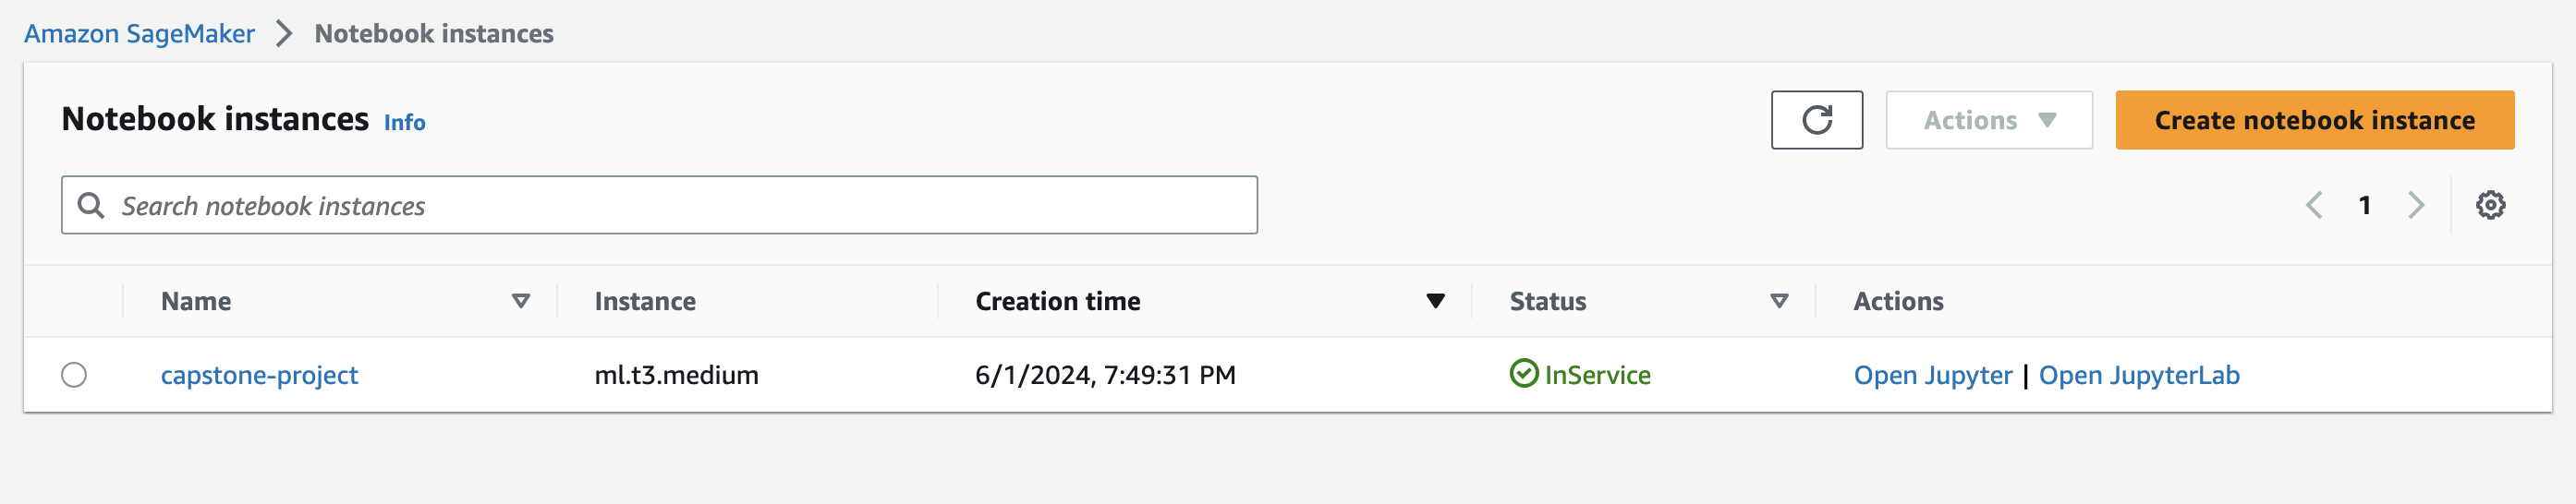 Amazon SageMaker > Notebook instances
Notebook instances Info
Actions
Create notebook instance
Search notebook instances
1
Name Instance Creation time Status Actions
capstone-project ml.t3.medium 6/1/2024, 7:49:31 PM InService Open Jupyter | Open JupyterLab